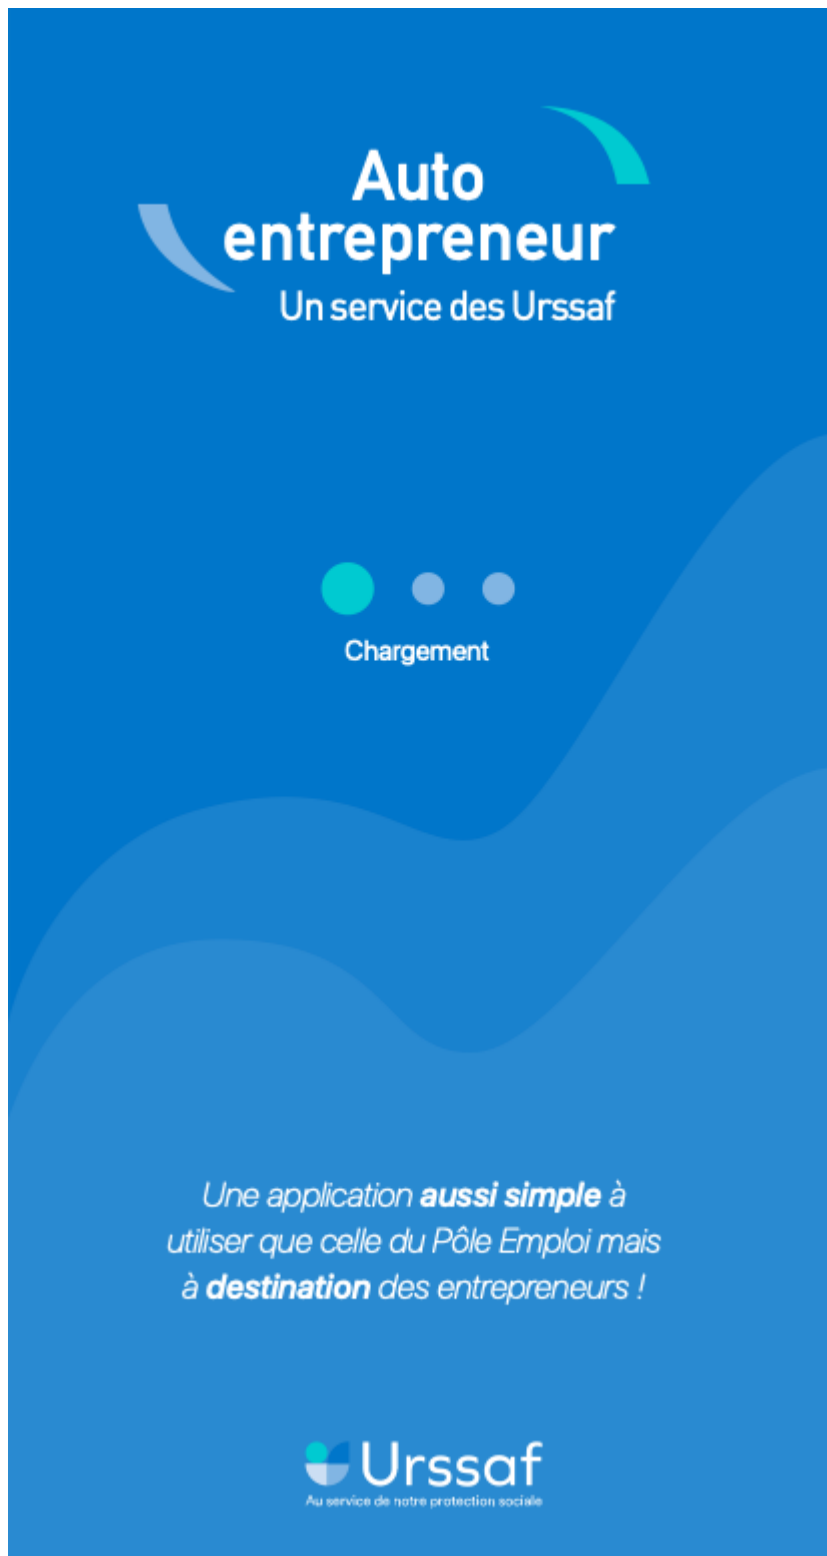 Auto
entrepreneur
Un service des Urssaf
Chargement
Une application aussi simple à
utiliser que celle du Pôle Emploi mais
à destination des entrepreneurs !
Urssaf
Au service de notre protection sociale